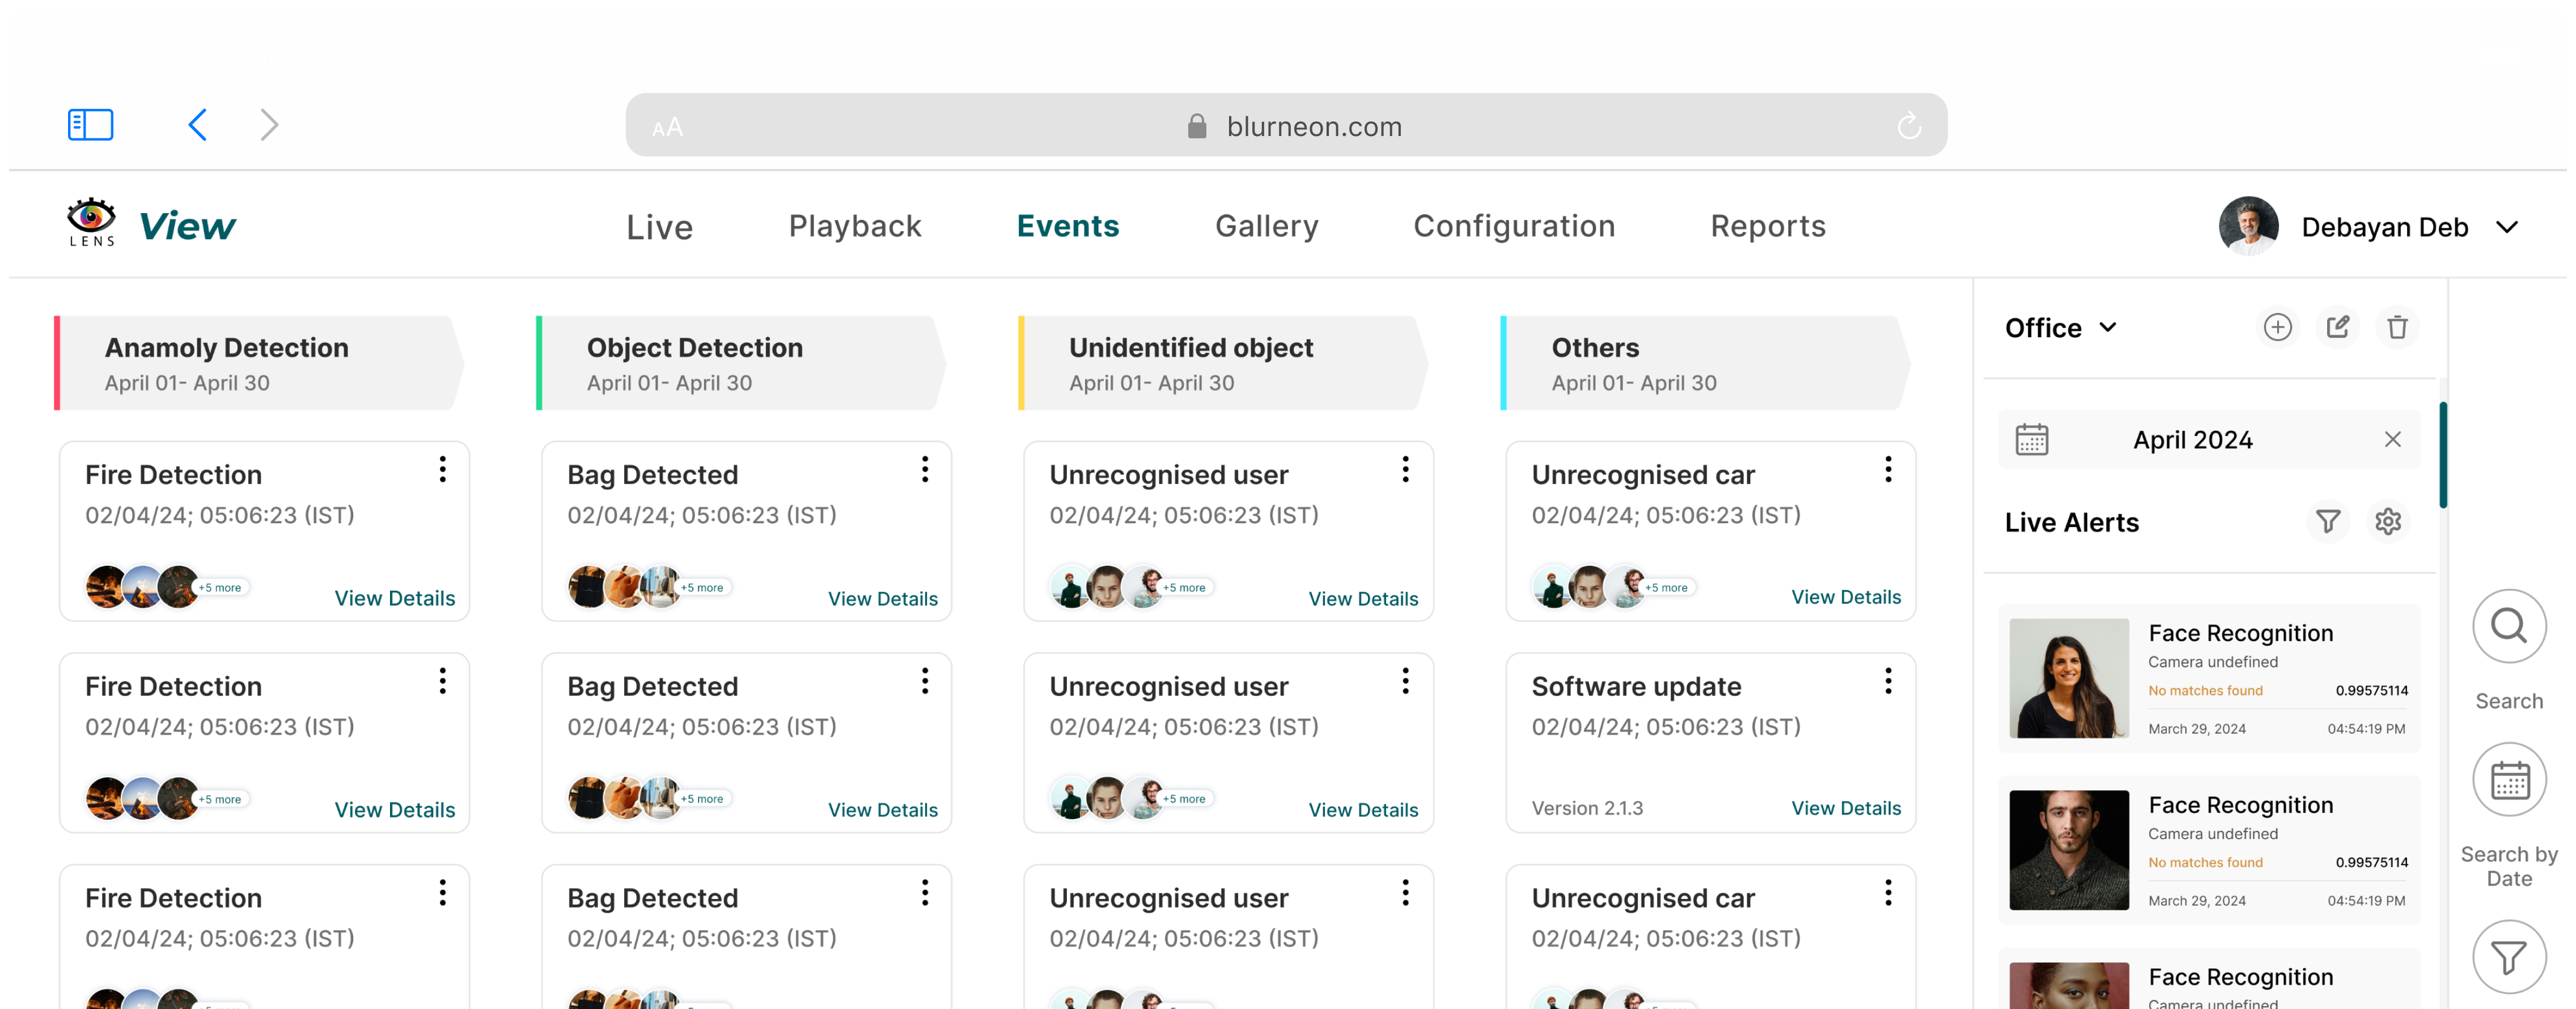 AA
blurneon.com
LENS
View
Live
Playback
Events
Gallery
Configuration
Reports
Debayan Deb
Anamoly Detection
April 01- April 30
Fire Detection
02/04/24; 05:06:23 (IST)
+5 more
View Details
Fire Detection
02/04/24; 05:06:23 (IST)
+5 more
View Details
Fire Detection
02/04/24; 05:06:23 (IST)
Object Detection
April 01- April 30
Bag Detected
02/04/24; 05:06:23 (IST)
+5 more
View Details
Bag Detected
02/04/24; 05:06:23 (IST)
+5 more
View Details
Bag Detected
02/04/24; 05:06:23 (IST)
Unidentified object
April 01- April 30
Unrecognised user
02/04/24; 05:06:23 (IST)
+5 more
View Details
Unrecognised user
02/04/24; 05:06:23 (IST)
+5 more
View Details
Unrecognised user
02/04/24; 05:06:23 (IST)
Others
April 01- April 30
Unrecognised car
02/04/24; 05:06:23 (IST)
+5 more
View Details
Software update
02/04/24; 05:06:23 (IST)
Version 2.1.3
View Details
Unrecognised car
02/04/24; 05:06:23 (IST)
Office
April 2024
Live Alerts
Face Recognition
Camera undefined
No matches found 0.99575114
March 29, 2024 04:54:19 PM
Face Recognition
Camera undefined
No matches found 0.99575114
March 29, 2024 04:54:19 PM
Face Recognition
Camera undefined
Search
Search by
Date